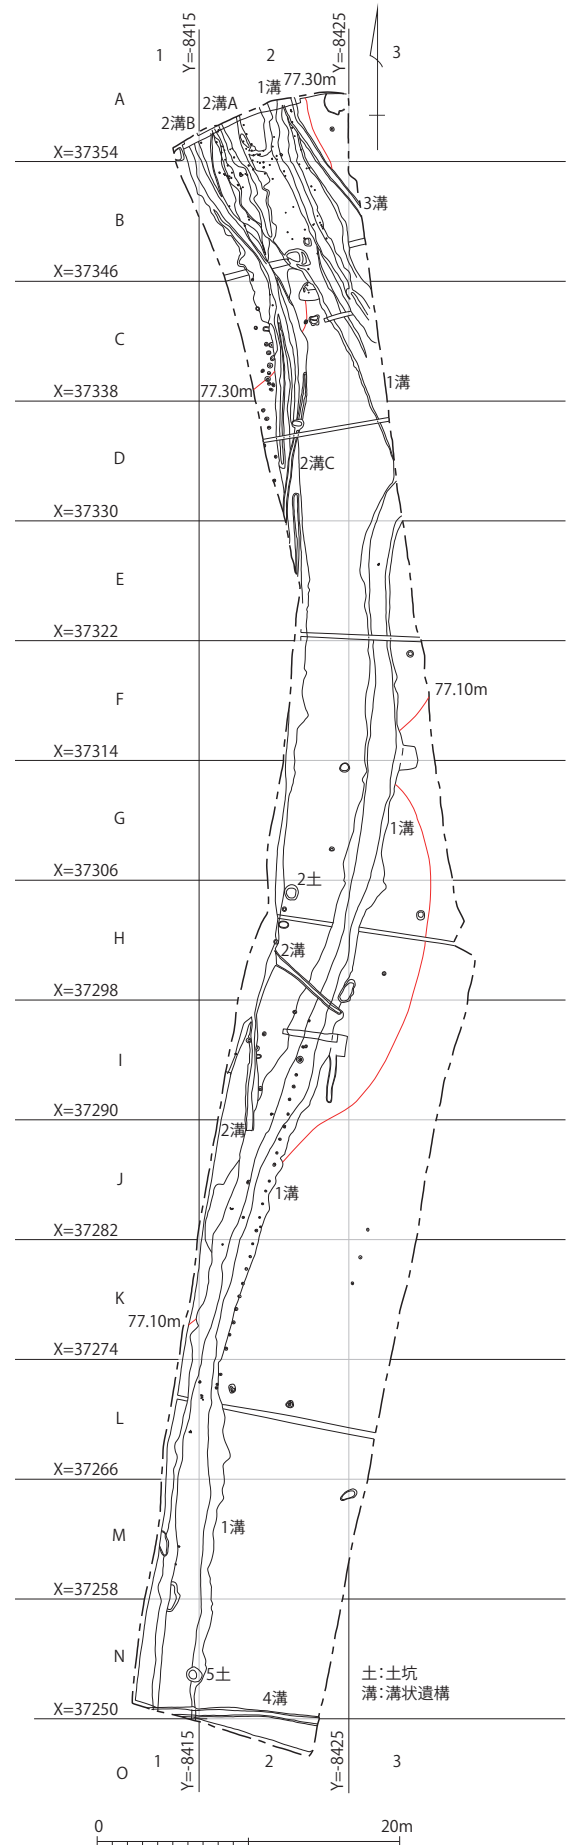 Y=-8415
Y=-8425
1
2
3
A
1溝
77.30m
2溝A
2溝B
X=37354
3溝
B
X=37346
C
1溝
77.30m
X=37338
D
2溝C
X=37330
E
X=37322
F
77.10m
X=37314
G
1溝
X=37306
2土
H
2溝
X=37298
I
X=37290
2溝
J
1溝
X=37282
K
77.10m
X=37274
L
X=37266
M
1溝
X=37258
N
5土
土：土坑
4溝
溝：溝状遺構
X=37250
O
1
Y=-8415
2
Y=-8425
3
0
20m